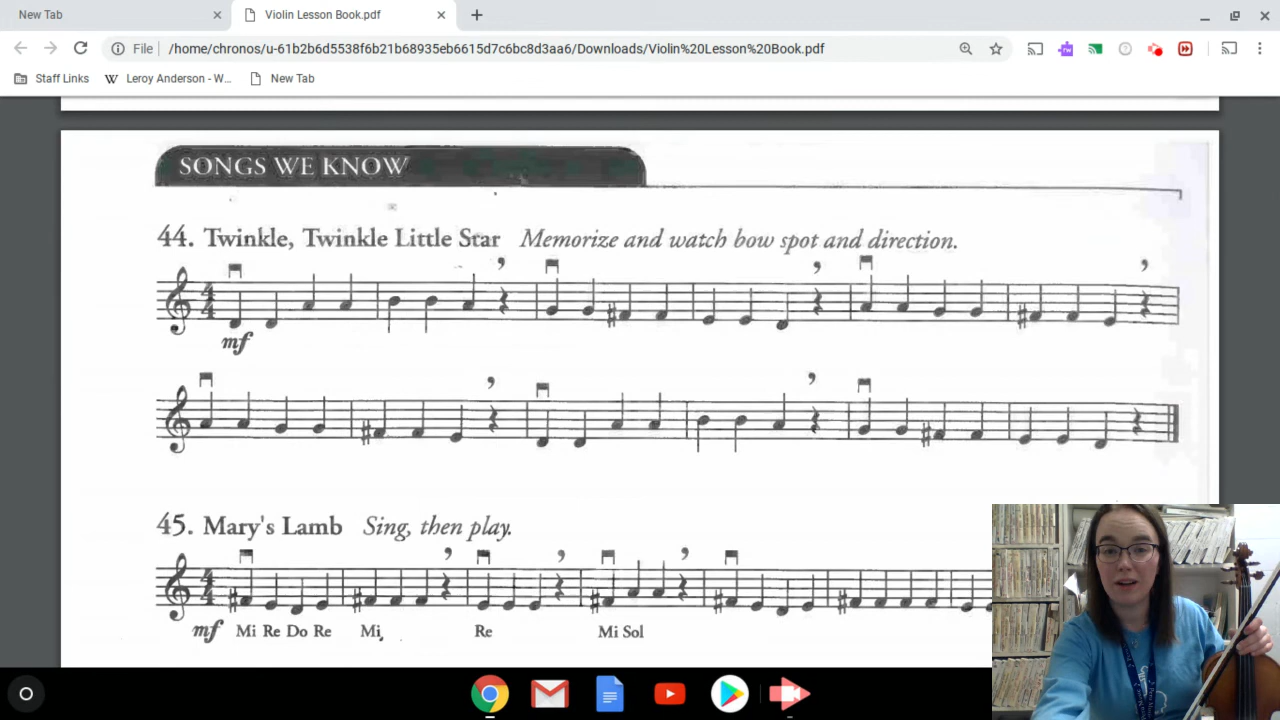 New Tab
Violin Lesson Book.pdf
File
/home/chronos/u-61b2b6d5538f6b21b68935eb6615d7c6bc8d3aa6/Downloads/Violin%20Lesson%20Book.pdf
Staff Links
Leroy Anderson - W...
New Tab
SONGS WE KNOW
44. Twinkle, Twinkle Little Star Memorize and watch bow spot and direction.
mf
45. Mary's Lamb Sing, then play.
mf Mi Re Do Re Mi Re Mi Sol